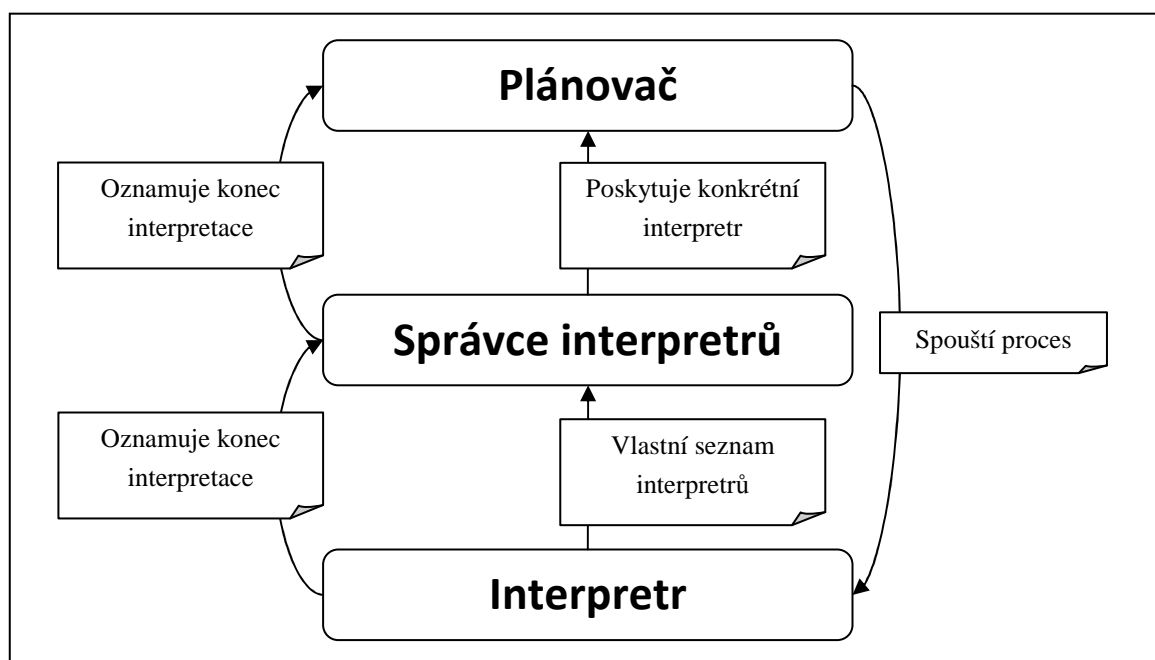 Plánovač
Oznamuje konec
interpretace
Poskytuje konkrétní
interpretr
Správce interpretrů
Spouští proces
Oznamuje konec
interpretace
Vlastní seznam
interpretrů
Interpretr